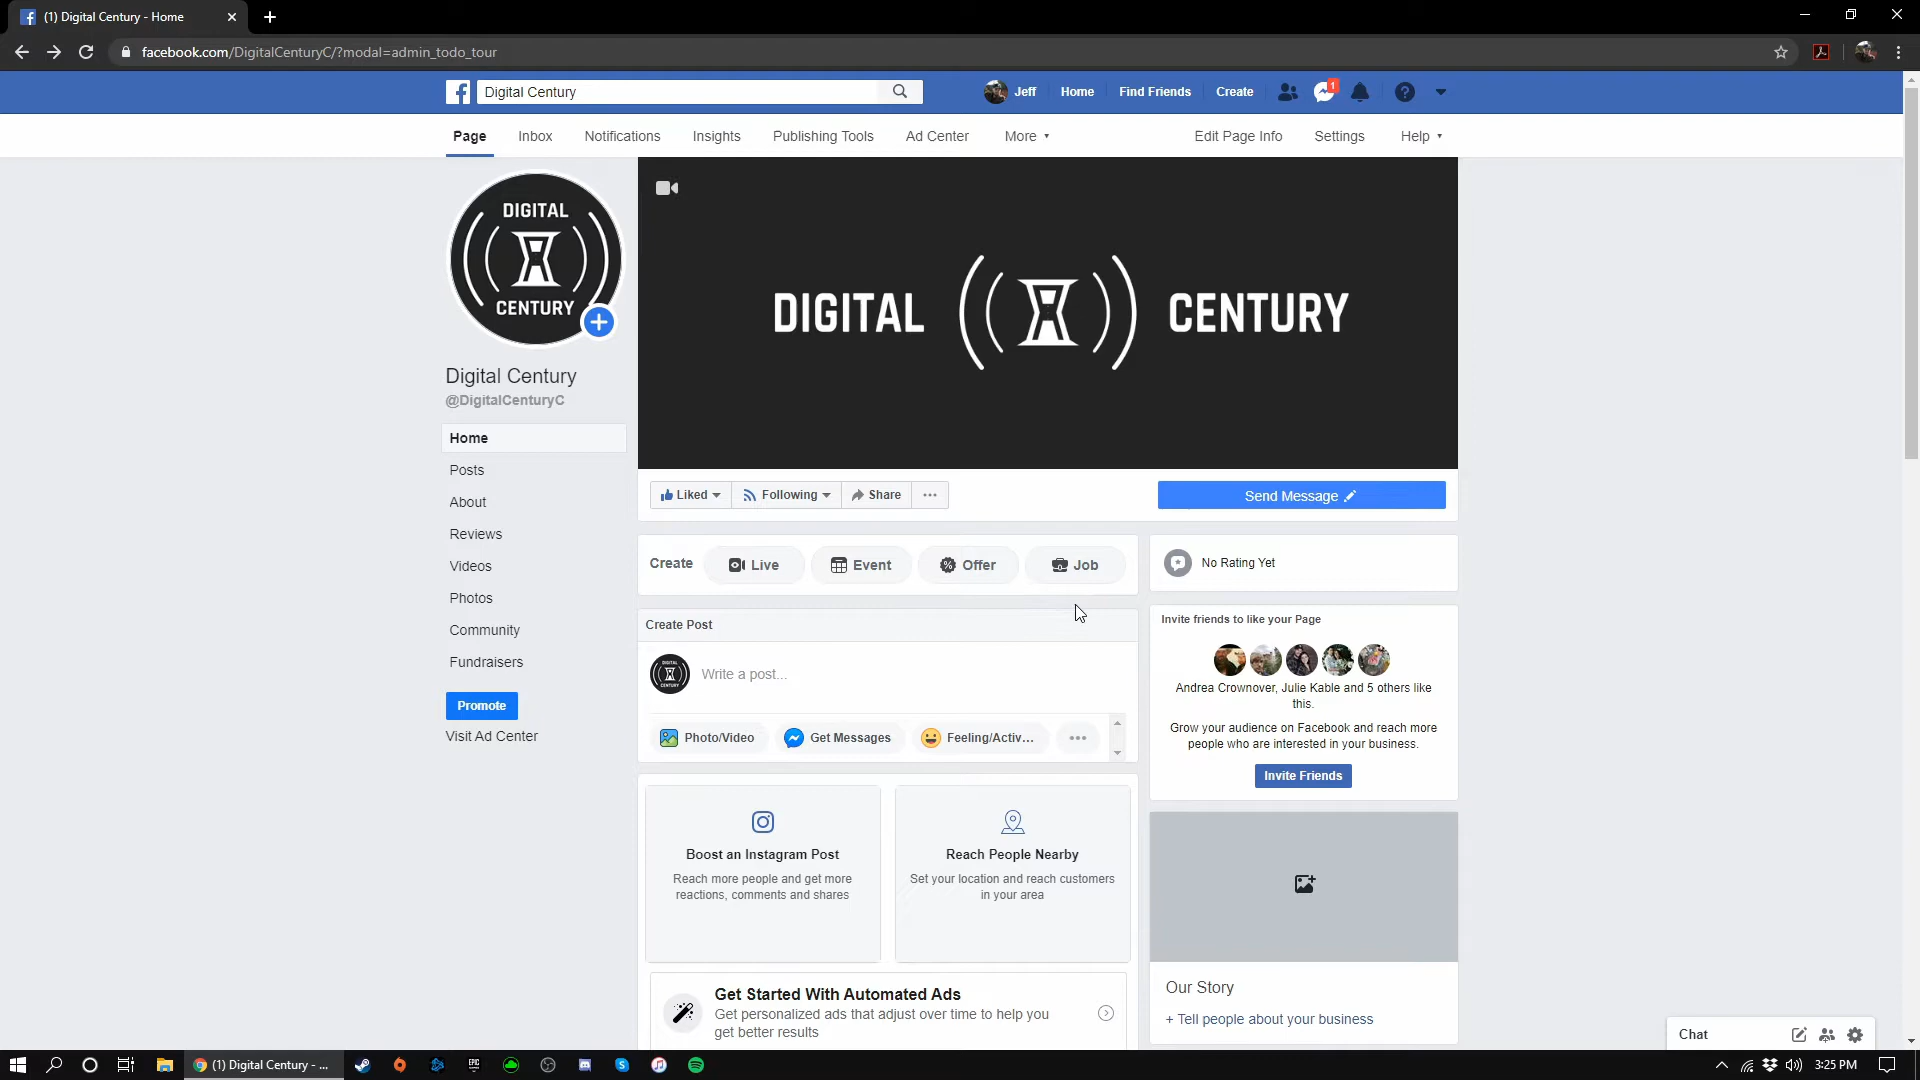 (1) Digital Century - Home
facebook.com/DigitalCenturyC/?modal=admin_todo_tour
Digital Century
Jeff
Home
Find Friends
Create
1
Page
Inbox
Notifications
Insights
Publishing Tools
Ad Center
More
Edit Page Info
Settings
Help
DIGITAL
CENTURY
DIGITAL CENTURY
Digital Century
@DigitalCenturyC
Home
Posts
About
Reviews
Videos
Photos
Community
Fundraisers
Promote
Visit Ad Center
Liked
Following
Share
Send Message
Create
Live
Event
Offer
Job
Create Post
DIGITAL
CENTURY
Write a post...
Photo/Video
Get Messages
Feeling/Activ...
Boost an Instagram Post
Reach more people and get more
reactions, comments and shares
Reach People Nearby
Set your location and reach customers
in your area
Get Started With Automated Ads
Get personalized ads that adjust over time to help you
get better results
No Rating Yet
Invite friends to like your Page
Andrea Crownover, Julie Kable and 5 others like
this.
Grow your audience on Facebook and reach more
people who are interested in your business.
Invite Friends
Our Story
+ Tell people about your business
Chat
(1) Digital Century - ...
EPIC
3:25 PM